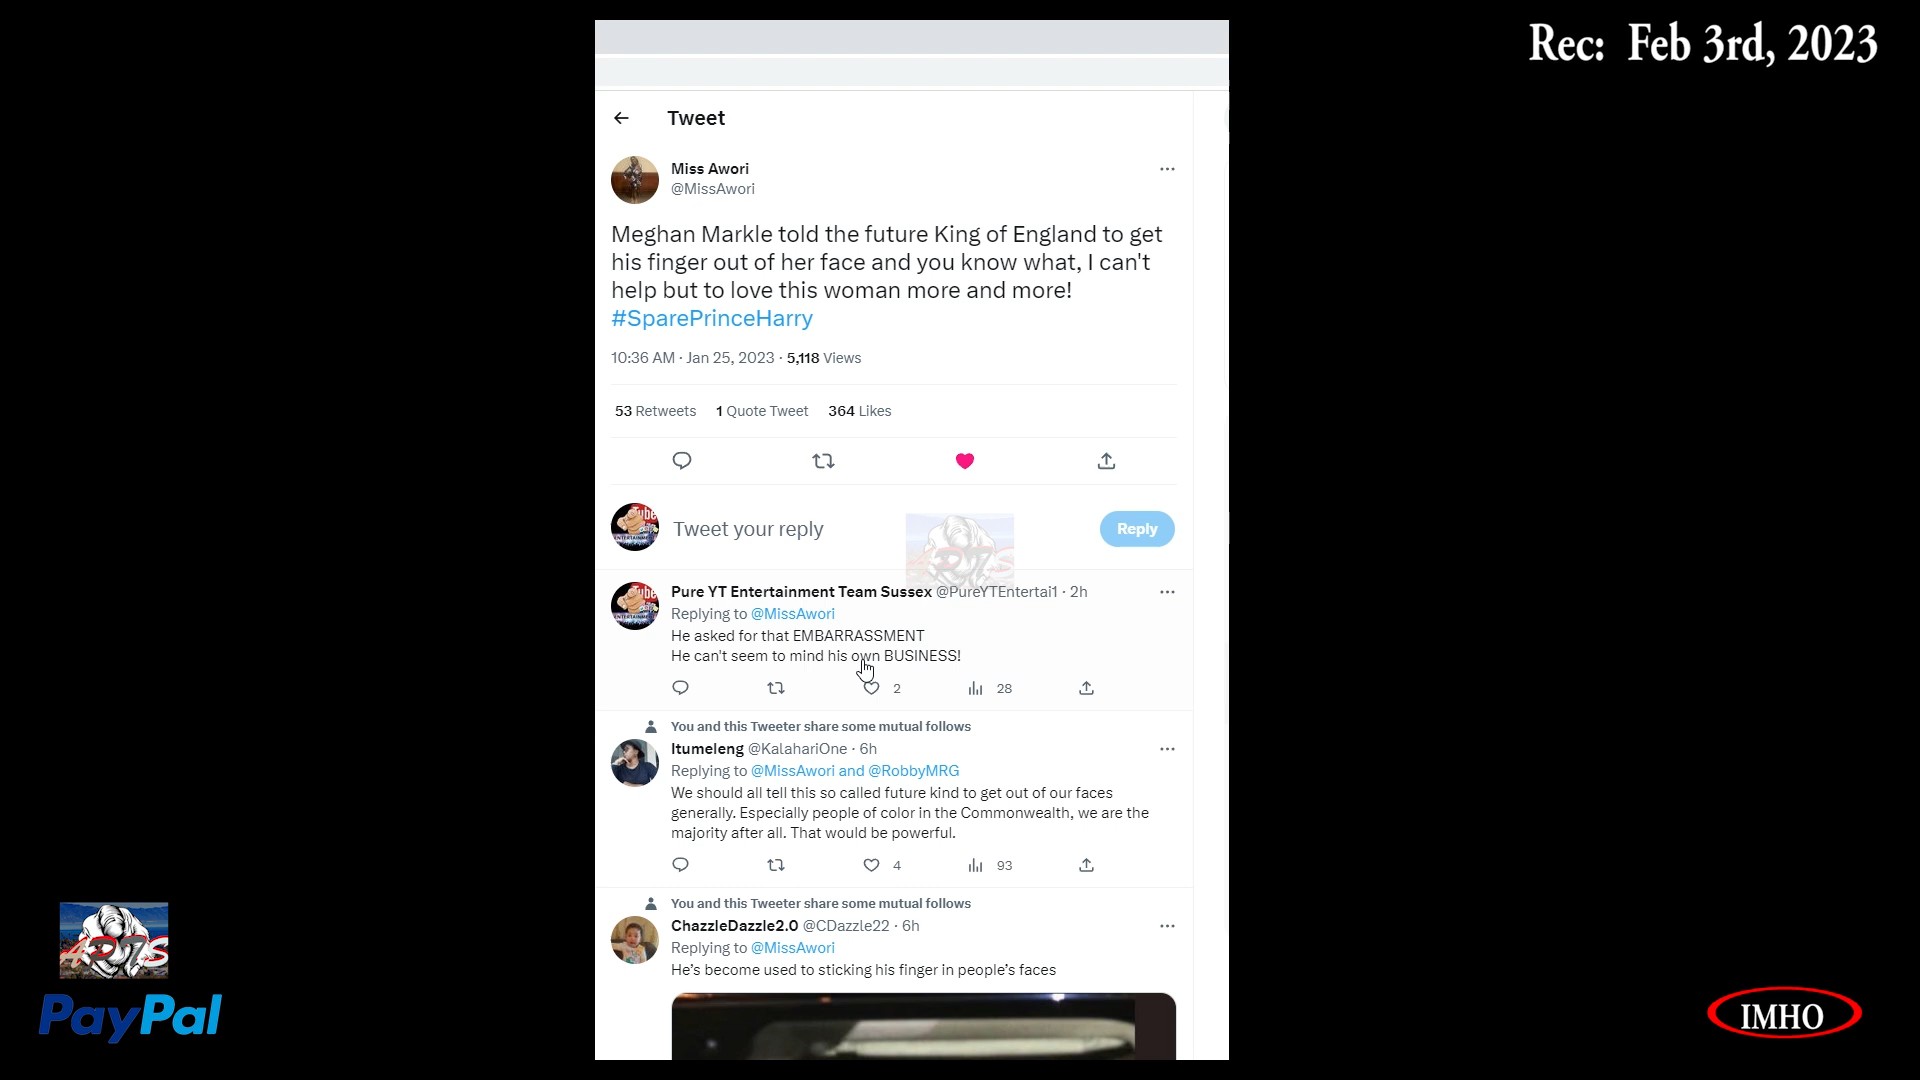 Rec: Feb 3rd, 2023
Tweet
Miss Awori
@MissAwori
Meghan Markle told the future King of England to get
his finger out of her face and you know what, I can't
help but to love this woman more and more!
#SparePrinceHarry
10:36 AM · Jan 25, 2023 · 5,118 Views
53 Retweets 1 Quote Tweet 364 Likes
Tweet your reply
Reply
Pure YT Entertainment Team Sussex @PureYTEntertai1 · 2h
Replying to @MissAwori
He asked for that EMBARRASSMENT
He can't seem to mind his own BUSINESS!
2 28
You and this Tweeter share some mutual follows
Itumeleng @KalahariOne · 6h
Replying to @MissAwori and @RobbyMRG
We should all tell this so called future kind to get out of our faces
generally. Especially people of color in the Commonwealth, we are the
majority after all. That would be powerful.
4 93
You and this Tweeter share some mutual follows
ChazzleDazzle2.0 @CDazzle22 · 6h
Replying to @MissAwori
He’s become used to sticking his finger in people’s faces
PayPal
IMHO